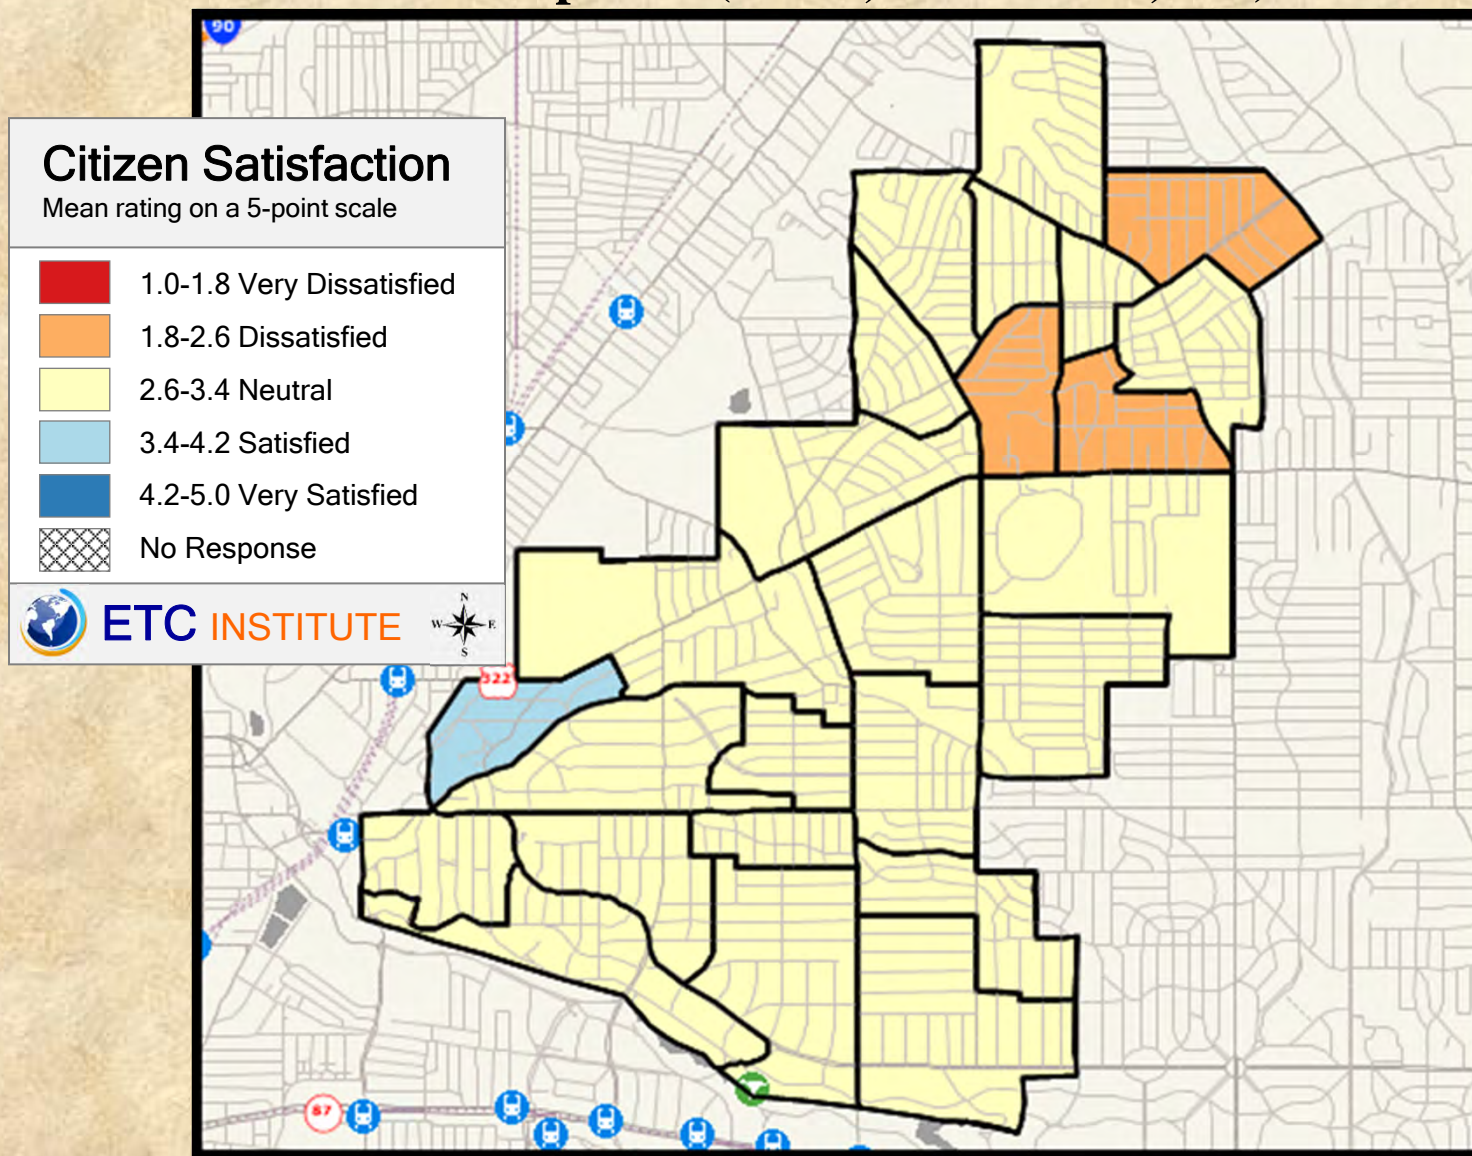 90
Citizen Satisfaction
Mean rating on a 5-point scale
1.0-1.8 Very Dissatisfied
1.8-2.6 Dissatisfied
2.6-3.4 Neutral
3.4-4.2 Satisfied
4.2-5.0 Very Satisfied
No Response
ETC INSTITUTE
N
W E
S
322
87